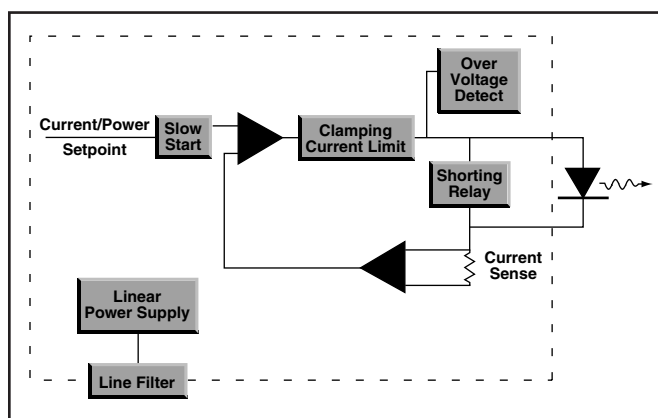 Over
Voltage
Detect
Current/Power
Setpoint
Slow
Start
Clamping
Current Limit
Shorting
Relay
Current
Sense
Linear
Power Supply
Line Filter